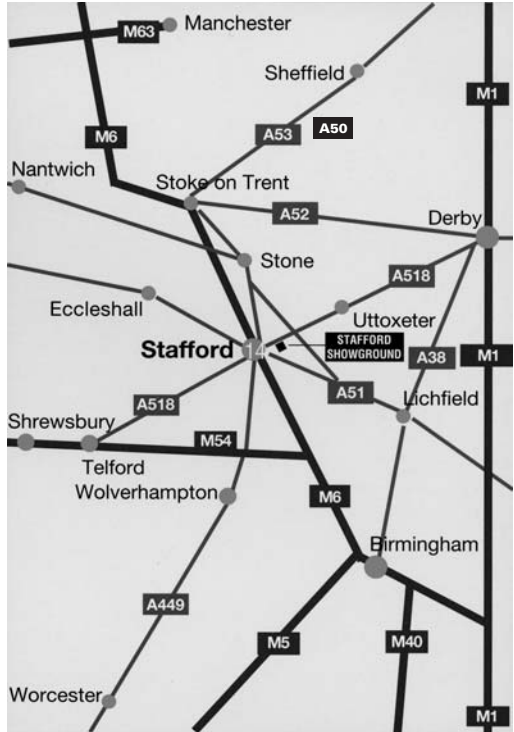 Manchester
M63
Sheffield
M1
M6
A53
A50
Nantwich
Stoke on Trent
A52
Derby
Stone
A518
Eccleshall
Uttoxeter
Stafford
14
STAFFORD
SHOWGROUND
A38
M1
A518
A51
Lichfield
Shrewsbury
M54
Telford
Wolverhampton
M6
Birmingham
A449
M5
M40
Worcester
M1